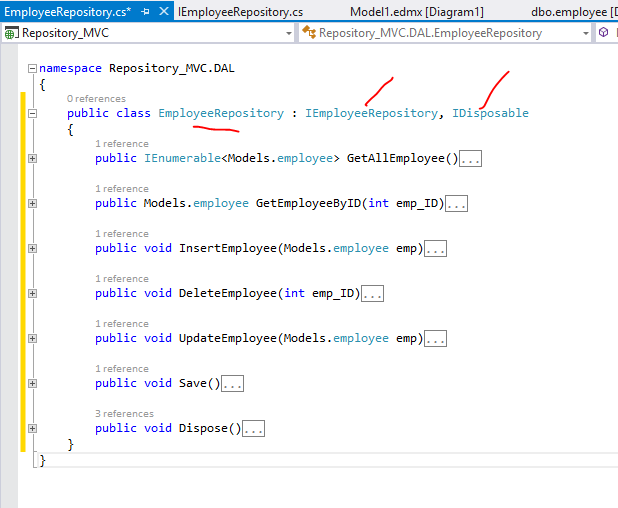 EmployeeRepository.cs* IEmployeeRepository.cs Model1.edmx [Diagram1] dbo.employee [D
Repository_MVC Repository_MVC.DAL.EmployeeRepository
namespace Repository_MVC.DAL
{
0 references
public class EmployeeRepository : IEmployeeRepository, IDisposable
{
1 reference
public IEnumerable<Models.employee> GetAllEmployee()...
1 reference
public Models.employee GetEmployeeByID(int emp_ID)...
1 reference
public void InsertEmployee(Models.employee emp)...
1 reference
public void DeleteEmployee(int emp_ID)...
1 reference
public void UpdateEmployee(Models.employee emp)...
1 reference
public void Save()...
3 references
public void Dispose()...
}
}